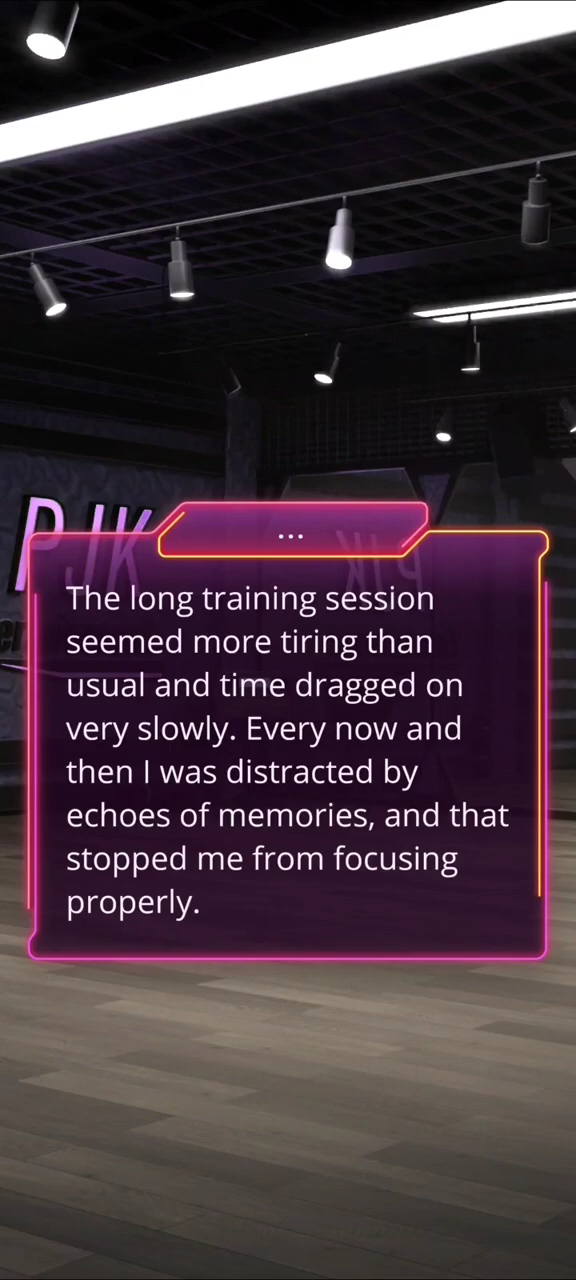 PJK
...
The long training session
seemed more tiring than
usual and time dragged on
very slowly. Every now and
then I was distracted by
echoes of memories, and that
stopped me from focusing
properly.